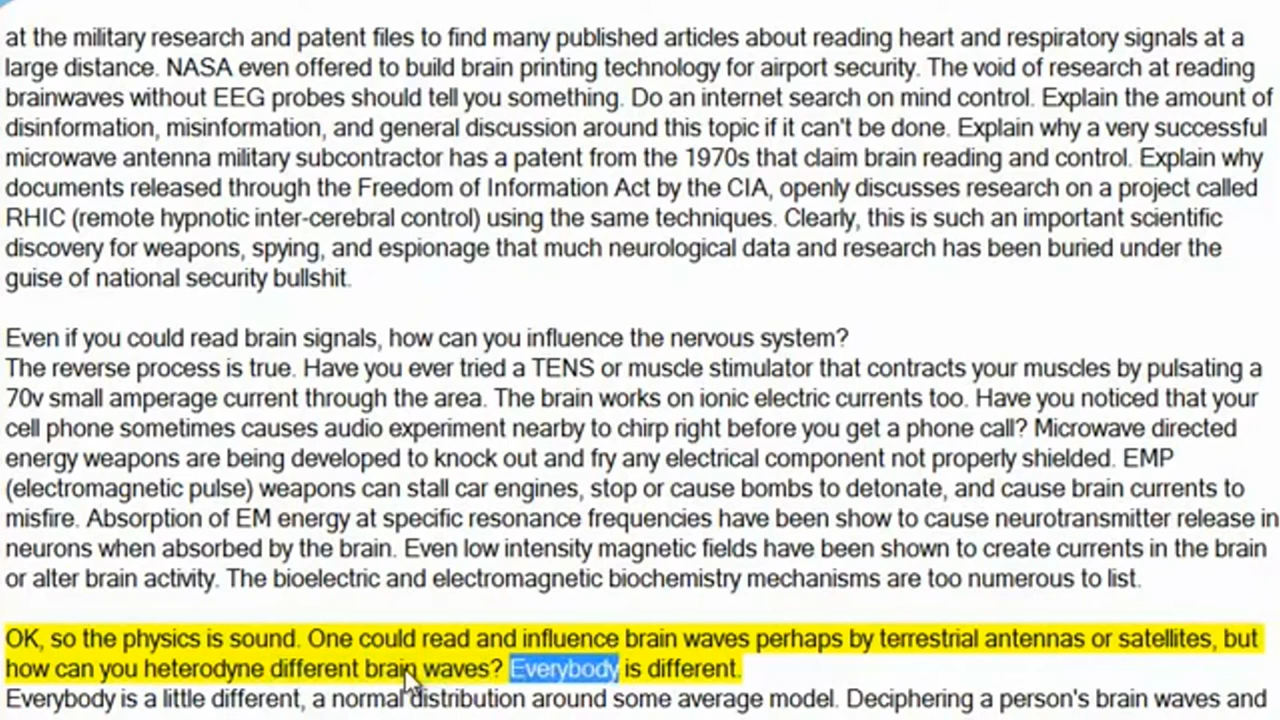 at the military research and patent files to find many published articles about reading heart and respiratory signals at a
large distance. NASA even offered to build brain printing technology for airport security. The void of research at reading
brainwaves without EEG probes should tell you something. Do an internet search on mind control. Explain the amount of
disinformation, misinformation, and general discussion around this topic if it can't be done. Explain why a very successful
microwave antenna military subcontractor has a patent from the 1970s that claim brain reading and control. Explain why
documents released through the Freedom of Information Act by the CIA, openly discusses research on a project called
RHIC (remote hypnotic inter-cerebral control) using the same techniques. Clearly, this is such an important scientific
discovery for weapons, spying, and espionage that much neurological data and research has been buried under the
guise of national security bullshit.
Even if you could read brain signals, how can you influence the nervous system?
The reverse process is true. Have you ever tried a TENS or muscle stimulator that contracts your muscles by pulsating a
70v small amperage current through the area. The brain works on ionic electric currents too. Have you noticed that your
cell phone sometimes causes audio experiment nearby to chirp right before you get a phone call? Microwave directed
energy weapons are being developed to knock out and fry any electrical component not properly shielded. EMP
(electromagnetic pulse) weapons can stall car engines, stop or cause bombs to detonate, and cause brain currents to
misfire. Absorption of EM energy at specific resonance frequencies have been show to cause neurotransmitter release in
neurons when absorbed by the brain. Even low intensity magnetic fields have been shown to create currents in the brain
or alter brain activity. The bioelectric and electromagnetic biochemistry mechanisms are too numerous to list.
OK, so the physics is sound. One could read and influence brain waves perhaps by terrestrial antennas or satellites, but
how can you heterodyne different brain waves? Everybody is different.
Everybody is a little different, a normal distribution around some average model. Deciphering a person's brain waves and